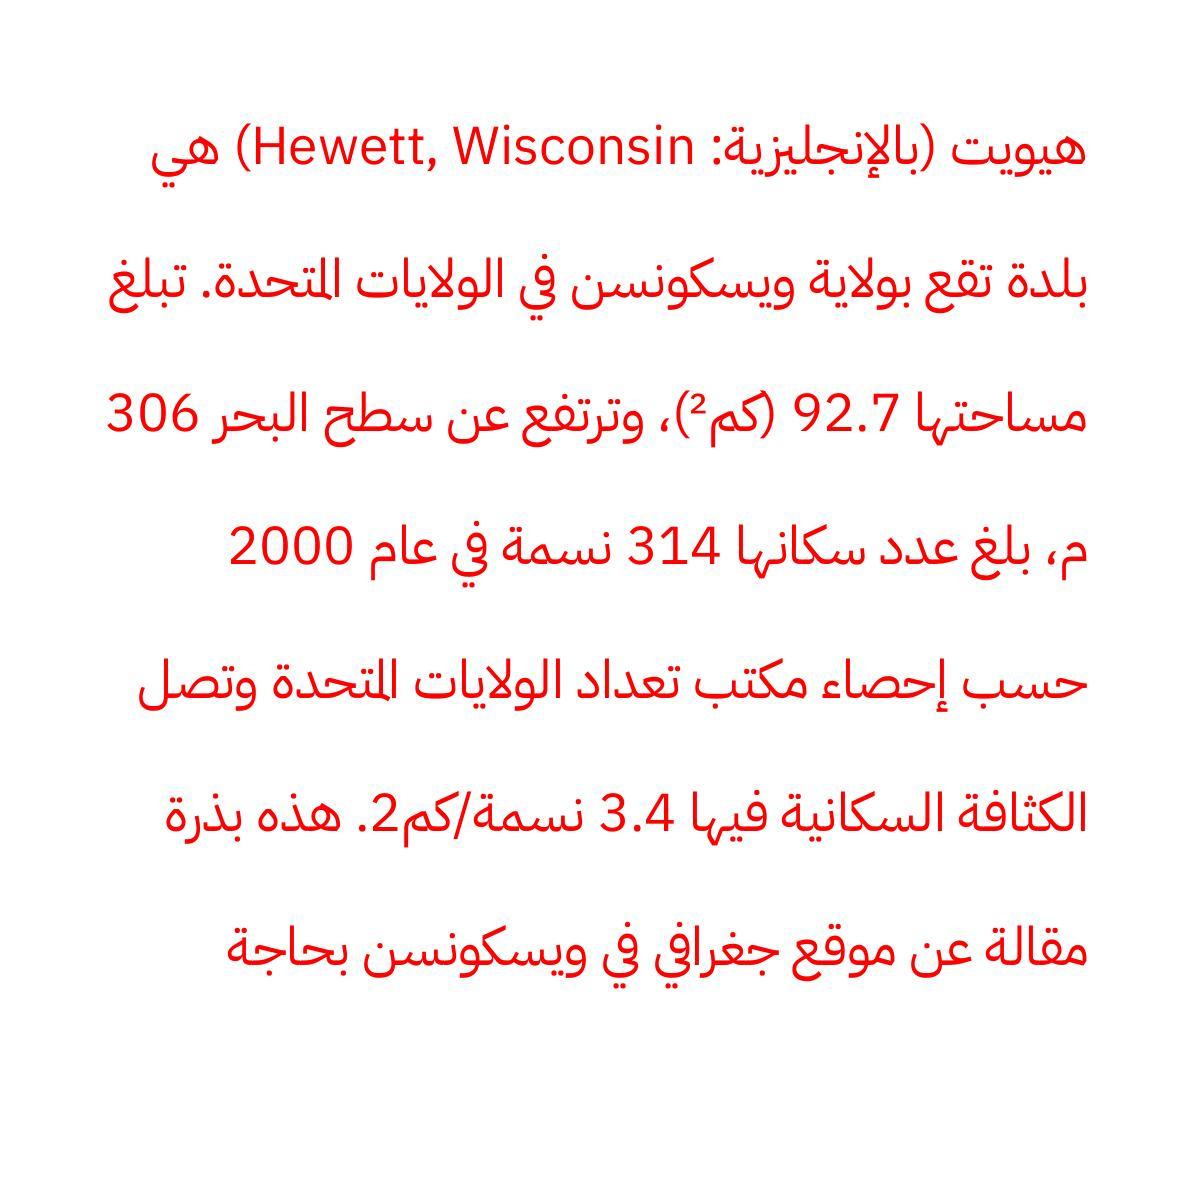 هيويت (بالإنجليزية: Hewett, Wisconsin) هي
بلدة تقع بولاية ويسكونسن في الولايات المتحدة. تبلغ
مساحتها 92.7 (كم²)، وترتفع عن سطح البحر 306
م، بلغ عدد سكانها 314 نسمة في عام 2000
حسب إحصاء مكتب تعداد الولايات المتحدة وتصل
الكثافة السكانية فيها 3.4 نسمة/كم2. هذه بذرة
مقالة عن موقع جغرافي في ويسكونسن بحاجة